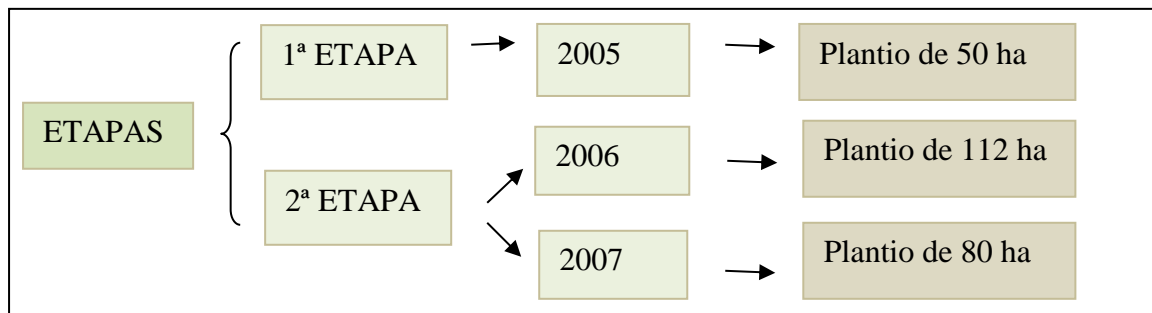 ETAPAS
1ª ETAPA
2005
Plantio de 50 ha
2ª ETAPA
2006
Plantio de 112 ha
2007
Plantio de 80 ha